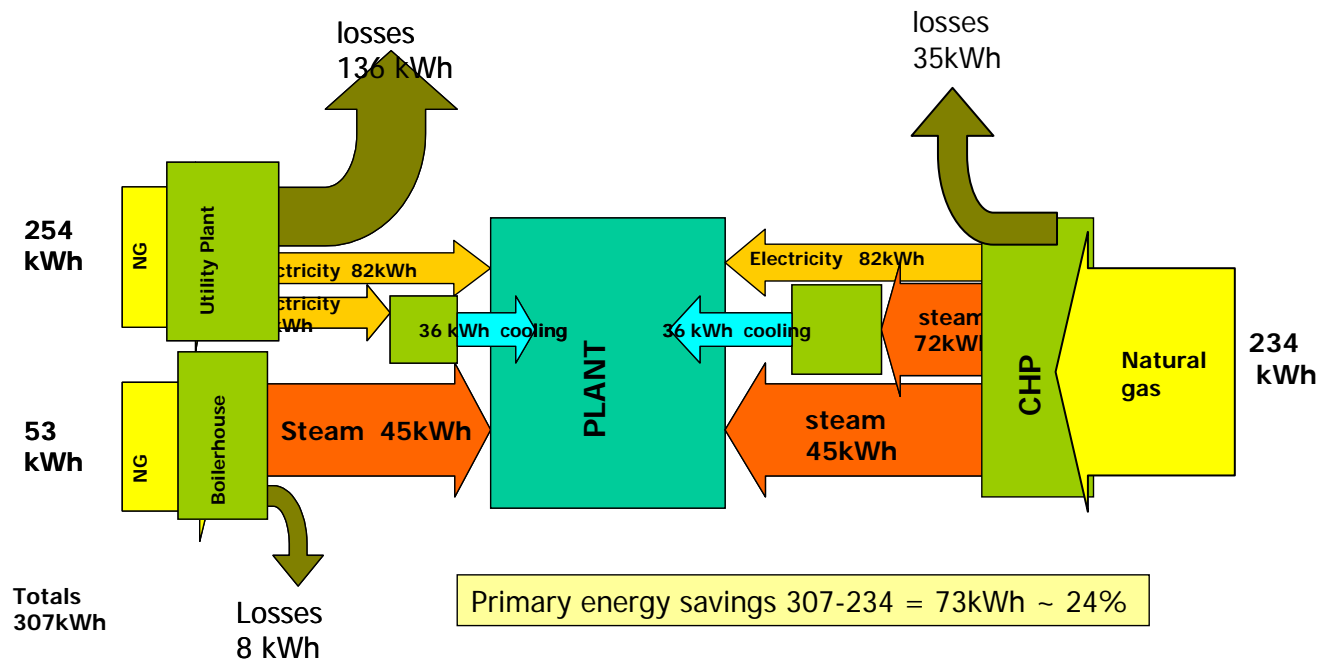 losses
136 kWh
losses
35kWh
254
kWh
NG
Utility Plant
ctricity 82kWh
ctricity
kWh
36 kWh cooling
PLANT
Electricity 82kWh
36 kWh cooling
steam
72kWh
CHP
Natural
gas
234
kWh
53
kWh
NG
Boilerhouse
Steam 45kWh
steam
45kWh
Totals
307kWh
Losses
8 kWh
Primary energy savings 307-234 = 73kWh ~ 24%